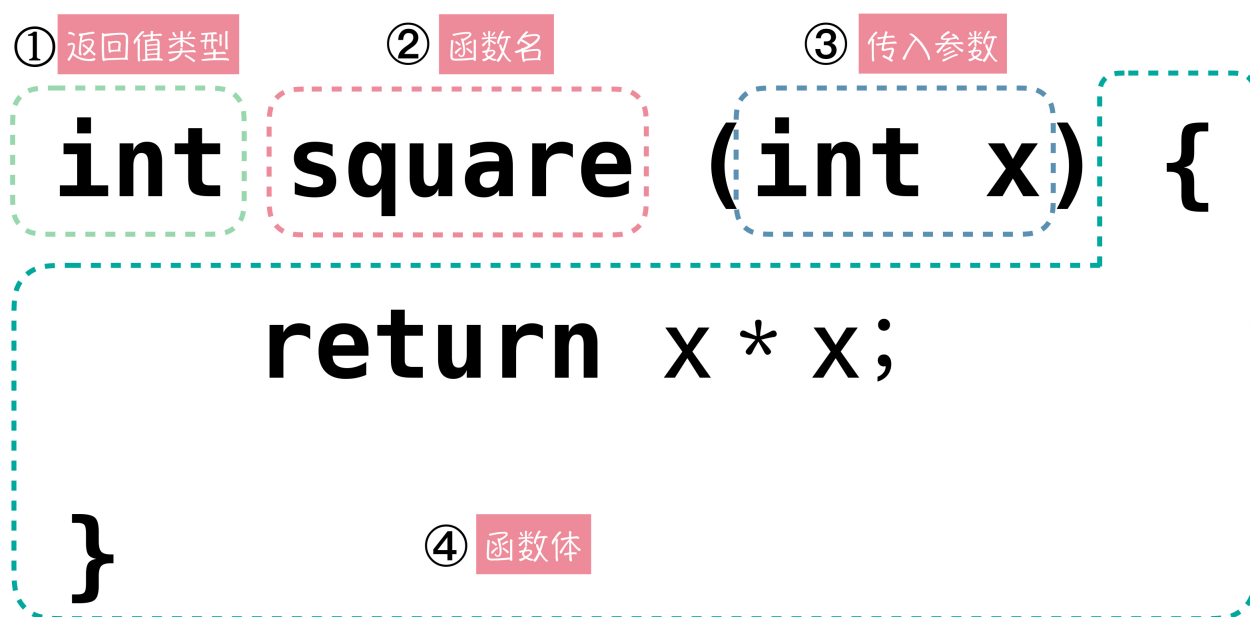 ① 返回值类型 ② 函数名 ③ 传入参数
int square (int x) {
return x * x;
}
④ 函数体